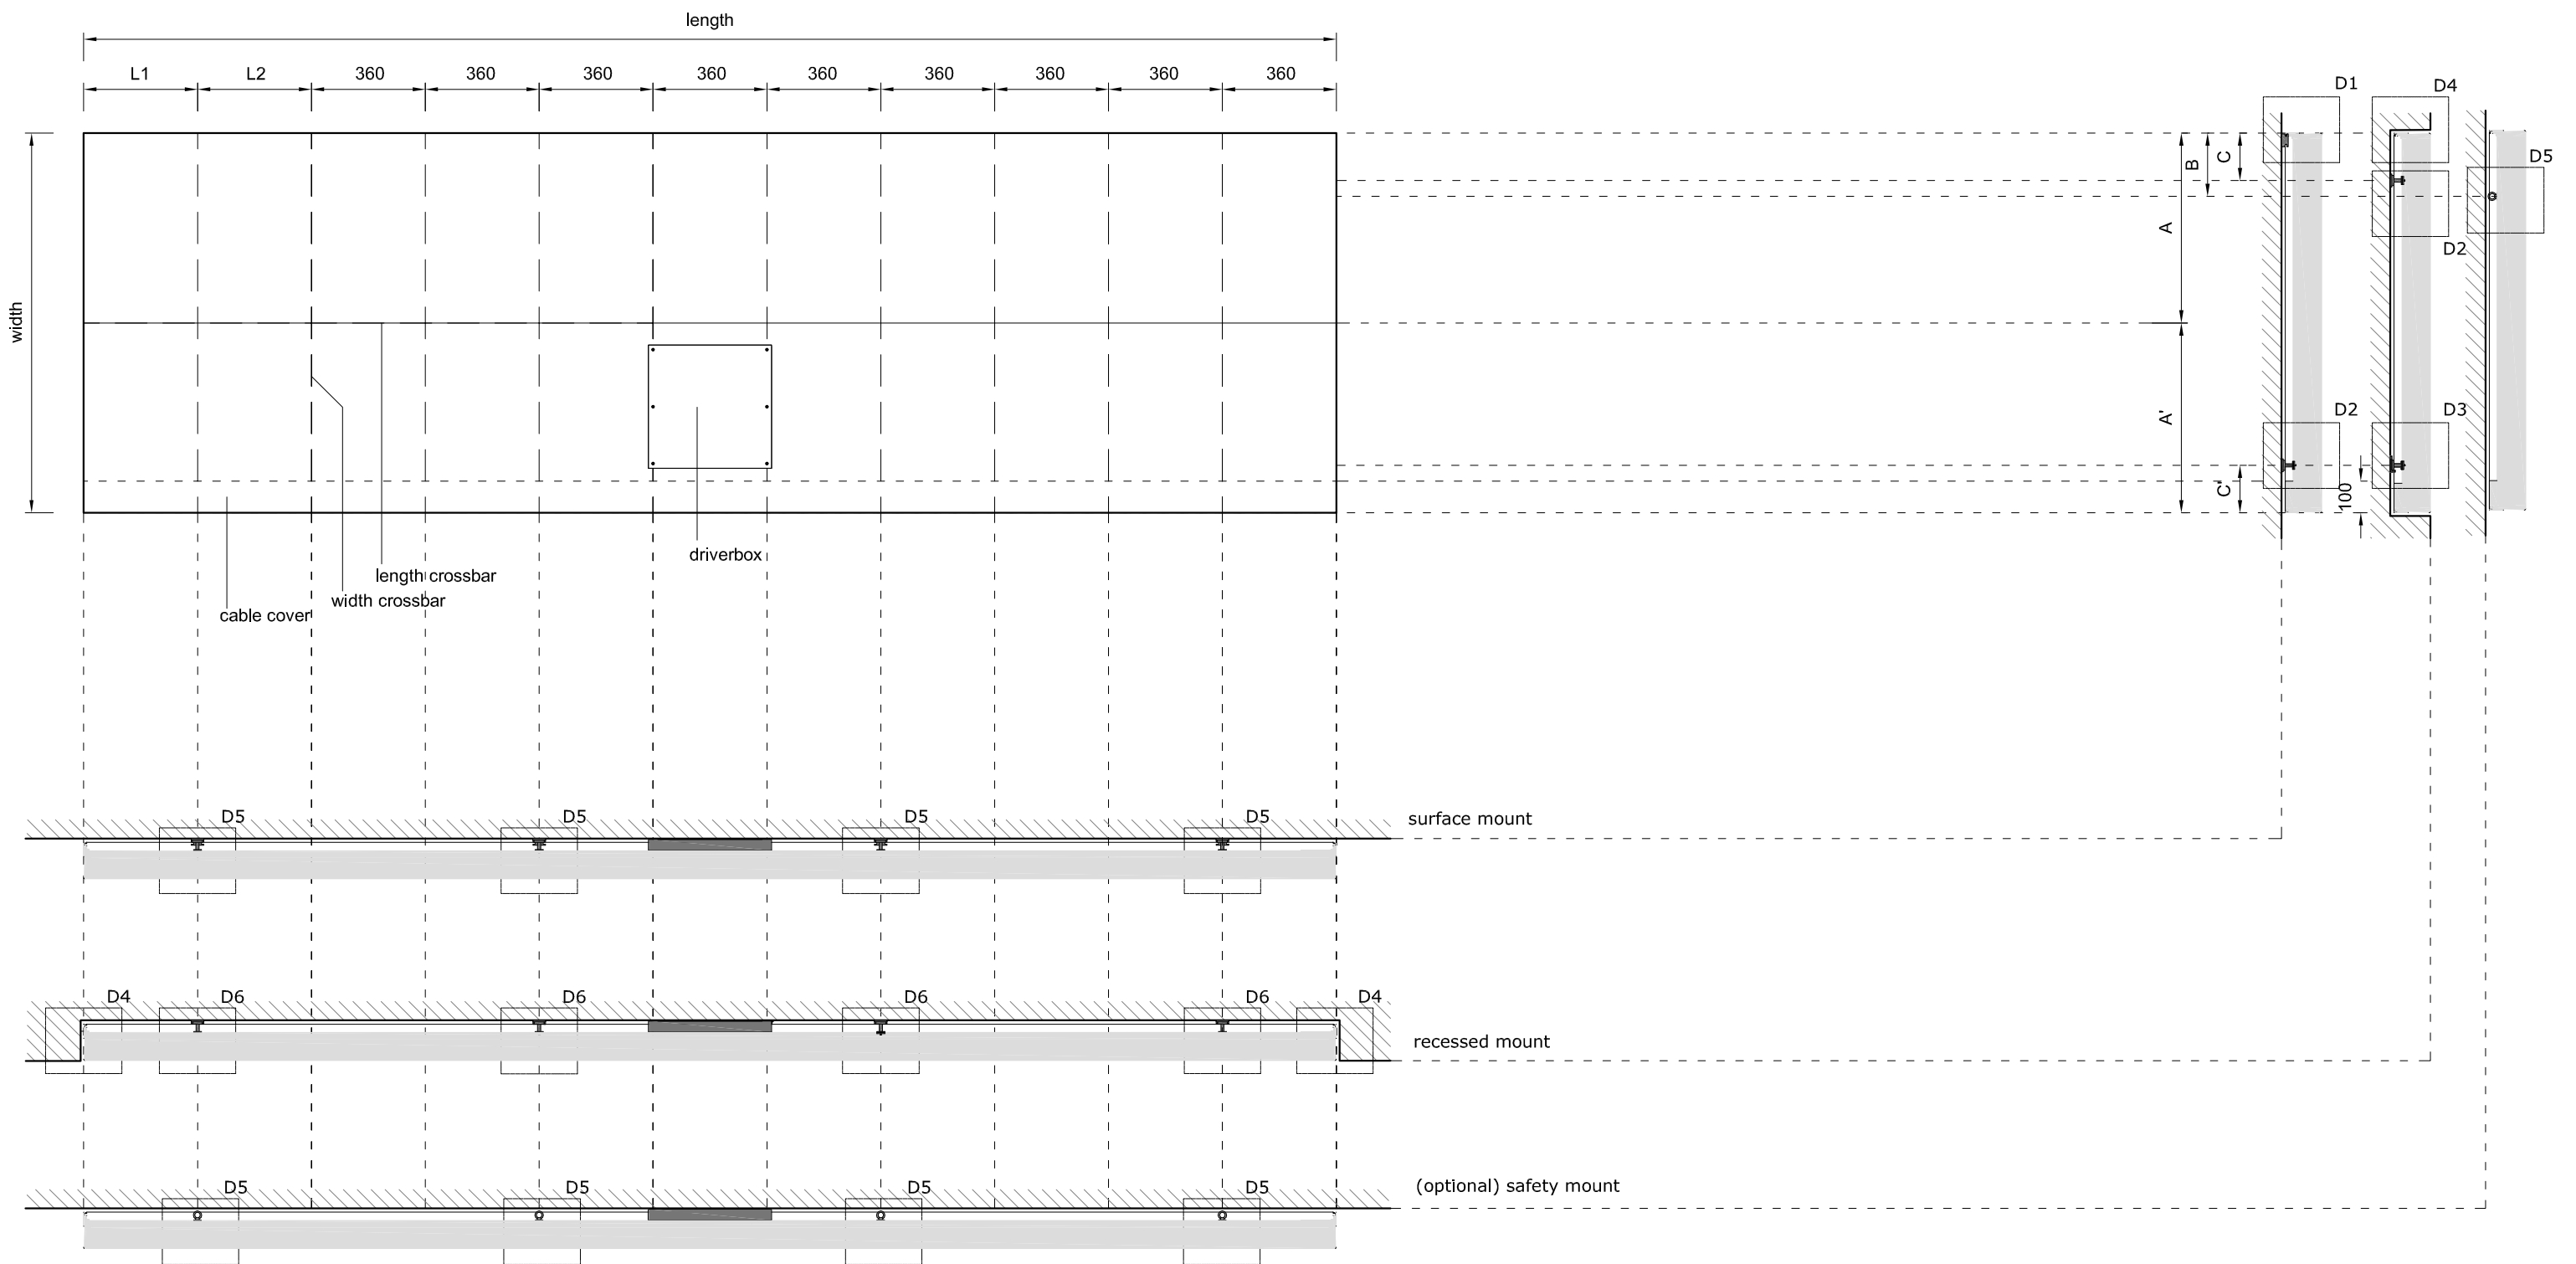 length
L1 L2 360 360 360 360 360 360 360 360 360
D1 D4
D5
D2
width
A B C
A' C' 100
D2 D3
driverbox
length crossbar
width crossbar
cable cover
D5 D5 D5 D5
surface mount
D4 D6 D6 D6 D6 D4
recessed mount
D5 D5 D5 D5
(optional) safety mount